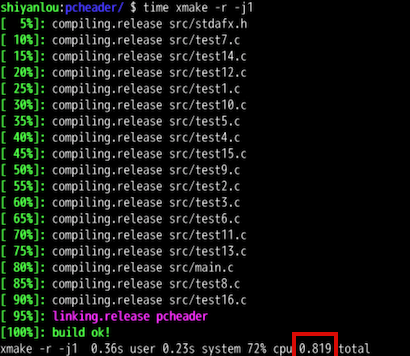 shiyanlou:pcheader/ $ time xmake -r -j1
[  5%]: compiling.release src/stdafx.h
[ 10%]: compiling.release src/test7.c
[ 15%]: compiling.release src/test14.c
[ 20%]: compiling.release src/test12.c
[ 25%]: compiling.release src/test1.c
[ 30%]: compiling.release src/test10.c
[ 35%]: compiling.release src/test5.c
[ 40%]: compiling.release src/test4.c
[ 45%]: compiling.release src/test15.c
[ 50%]: compiling.release src/test9.c
[ 55%]: compiling.release src/test2.c
[ 60%]: compiling.release src/test3.c
[ 65%]: compiling.release src/test6.c
[ 70%]: compiling.release src/test11.c
[ 75%]: compiling.release src/test13.c
[ 80%]: compiling.release src/main.c
[ 85%]: compiling.release src/test8.c
[ 90%]: compiling.release src/test16.c
[ 95%]: linking.release pcheader
[100%]: build ok!
xmake -r -j1  0.36s user 0.23s system 72% cpu 0.819 total